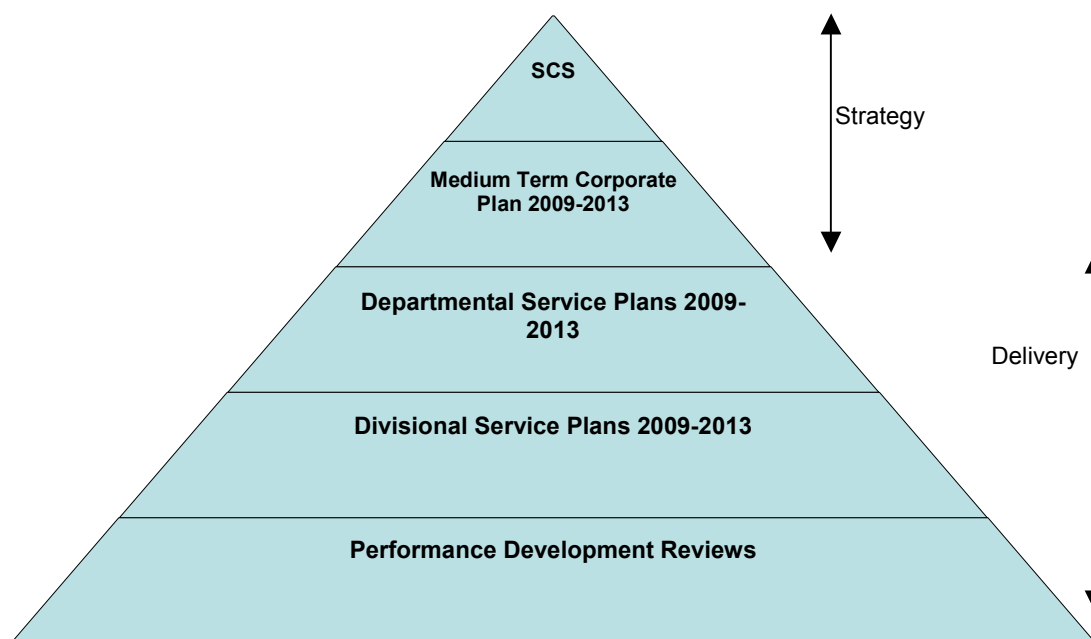 SCS
Strategy
Medium Term Corporate
Plan 2009-2013
Departmental Service Plans 2009-
2013
Delivery
Divisional Service Plans 2009-2013
Performance Development Reviews